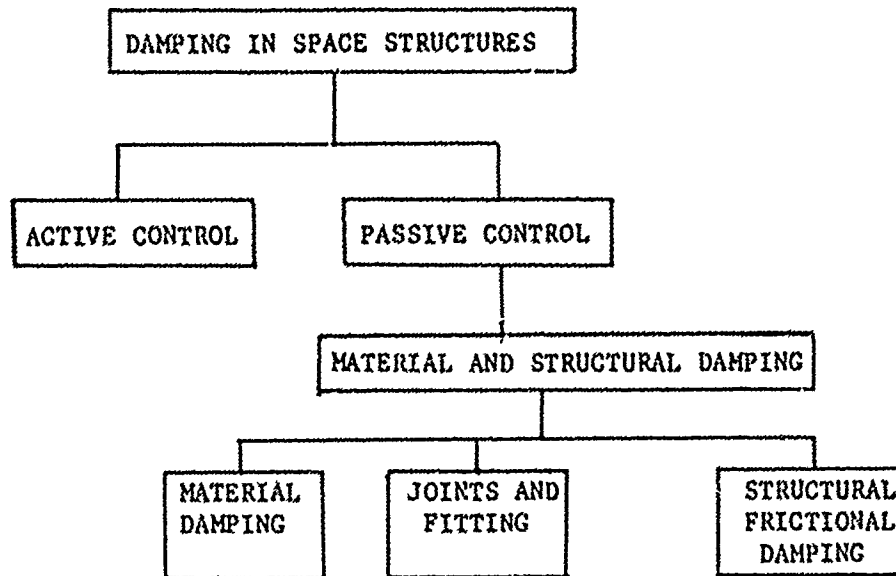 DAMPING IN SPACE STRUCTURES
ACTIVE CONTROL
PASSIVE CONTROL
MATERIAL AND STRUCTURAL DAMPING
MATERIAL
DAMPING
JOINTS AND
FITTING
STRUCTURAL
FRICTIONAL
DAMPING